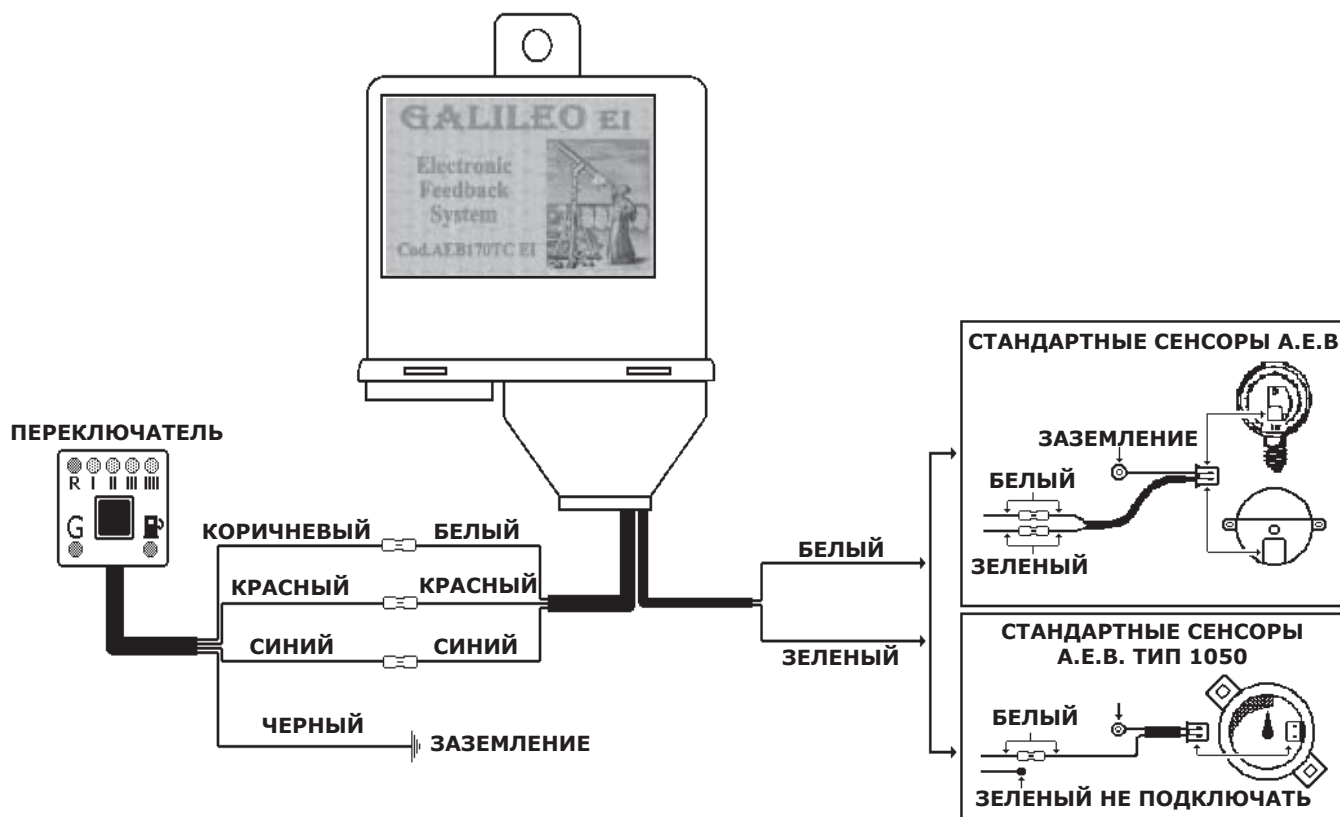 GALILEO EI
Electronic
Feedback
System
Cod.AEB170TC EI
ПЕРЕКЛЮЧАТЕЛЬ
R I II III IIII
G
КОРИЧНЕВЫЙ
БЕЛЫЙ
КРАСНЫЙ
КРАСНЫЙ
СИНИЙ
СИНИЙ
ЧЕРНЫЙ
ЗАЗЕМЛЕНИЕ
БЕЛЫЙ
ЗЕЛЕНЫЙ
СТАНДАРТНЫЕ СЕНСОРЫ А.Е.В
ЗАЗЕМЛЕНИЕ
БЕЛЫЙ
ЗЕЛЕНЫЙ
СТАНДАРТНЫЕ СЕНСОРЫ
А.Е.В. ТИП 1050
БЕЛЫЙ
ЗЕЛЕНЫЙ НЕ ПОДКЛЮЧАТЬ